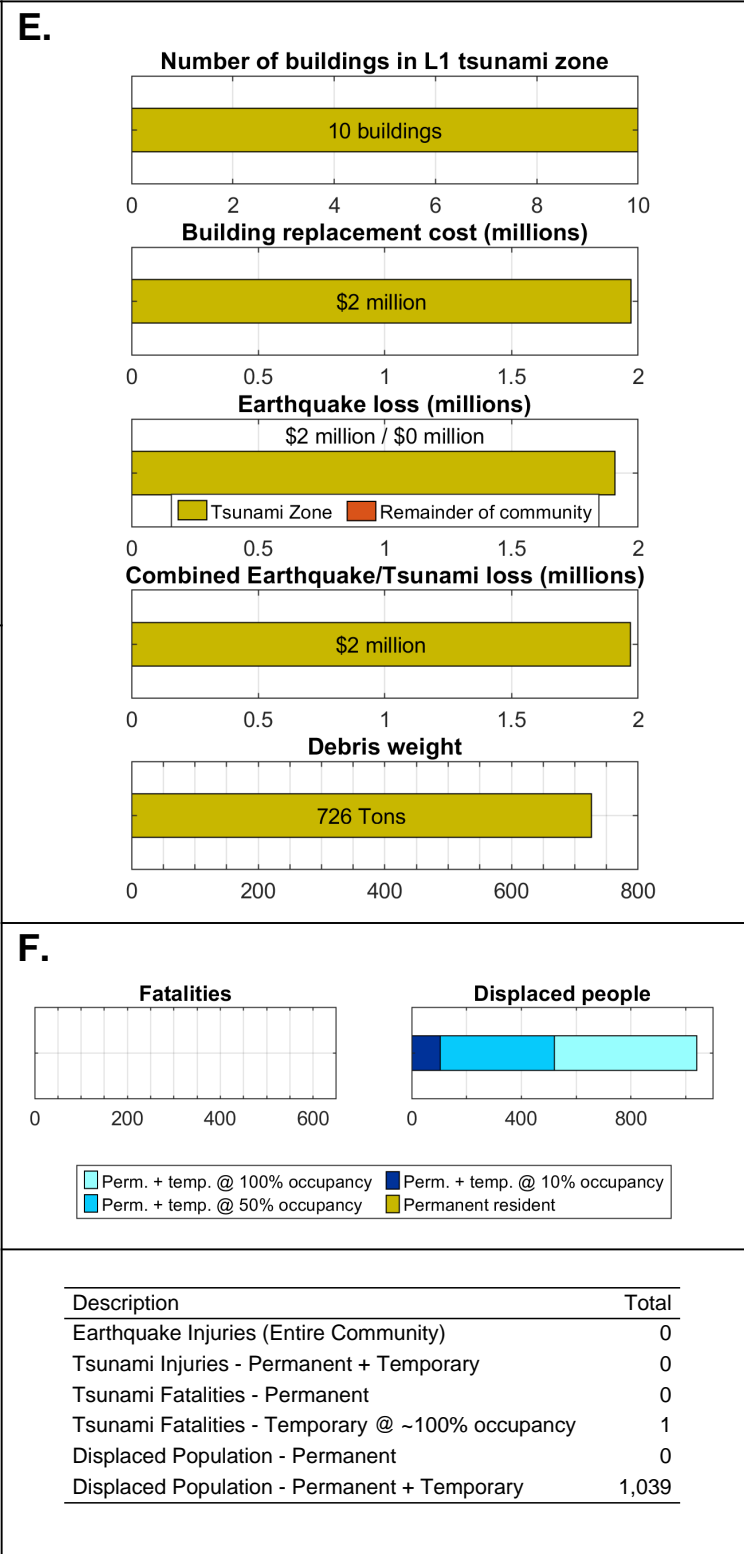 E.
Number of buildings in L1 tsunami zone
10 buildings
0 2 4 6 8 10
Building replacement cost (millions)
$2 million
0 0.5 1 1.5 2
Earthquake loss (millions)
$2 million / $0 million
Tsunami Zone Remainder of community
0 0.5 1 1.5 2
Combined Earthquake/Tsunami loss (millions)
$2 million
0 0.5 1 1.5 2
Debris weight
726 Tons
0 200 400 600 800
F.
Fatalities Displaced people
0 200 400 600 0 400 800
Perm. + temp. @ 100% occupancy Perm. + temp. @ 10% occupancy
Perm. + temp. @ 50% occupancy Permanent resident
Description Total
Earthquake Injuries (Entire Community) 0
Tsunami Injuries - Permanent + Temporary 0
Tsunami Fatalities - Permanent 0
Tsunami Fatalities - Temporary @ ~100% occupancy 1
Displaced Population - Permanent 0
Displaced Population - Permanent + Temporary 1,039